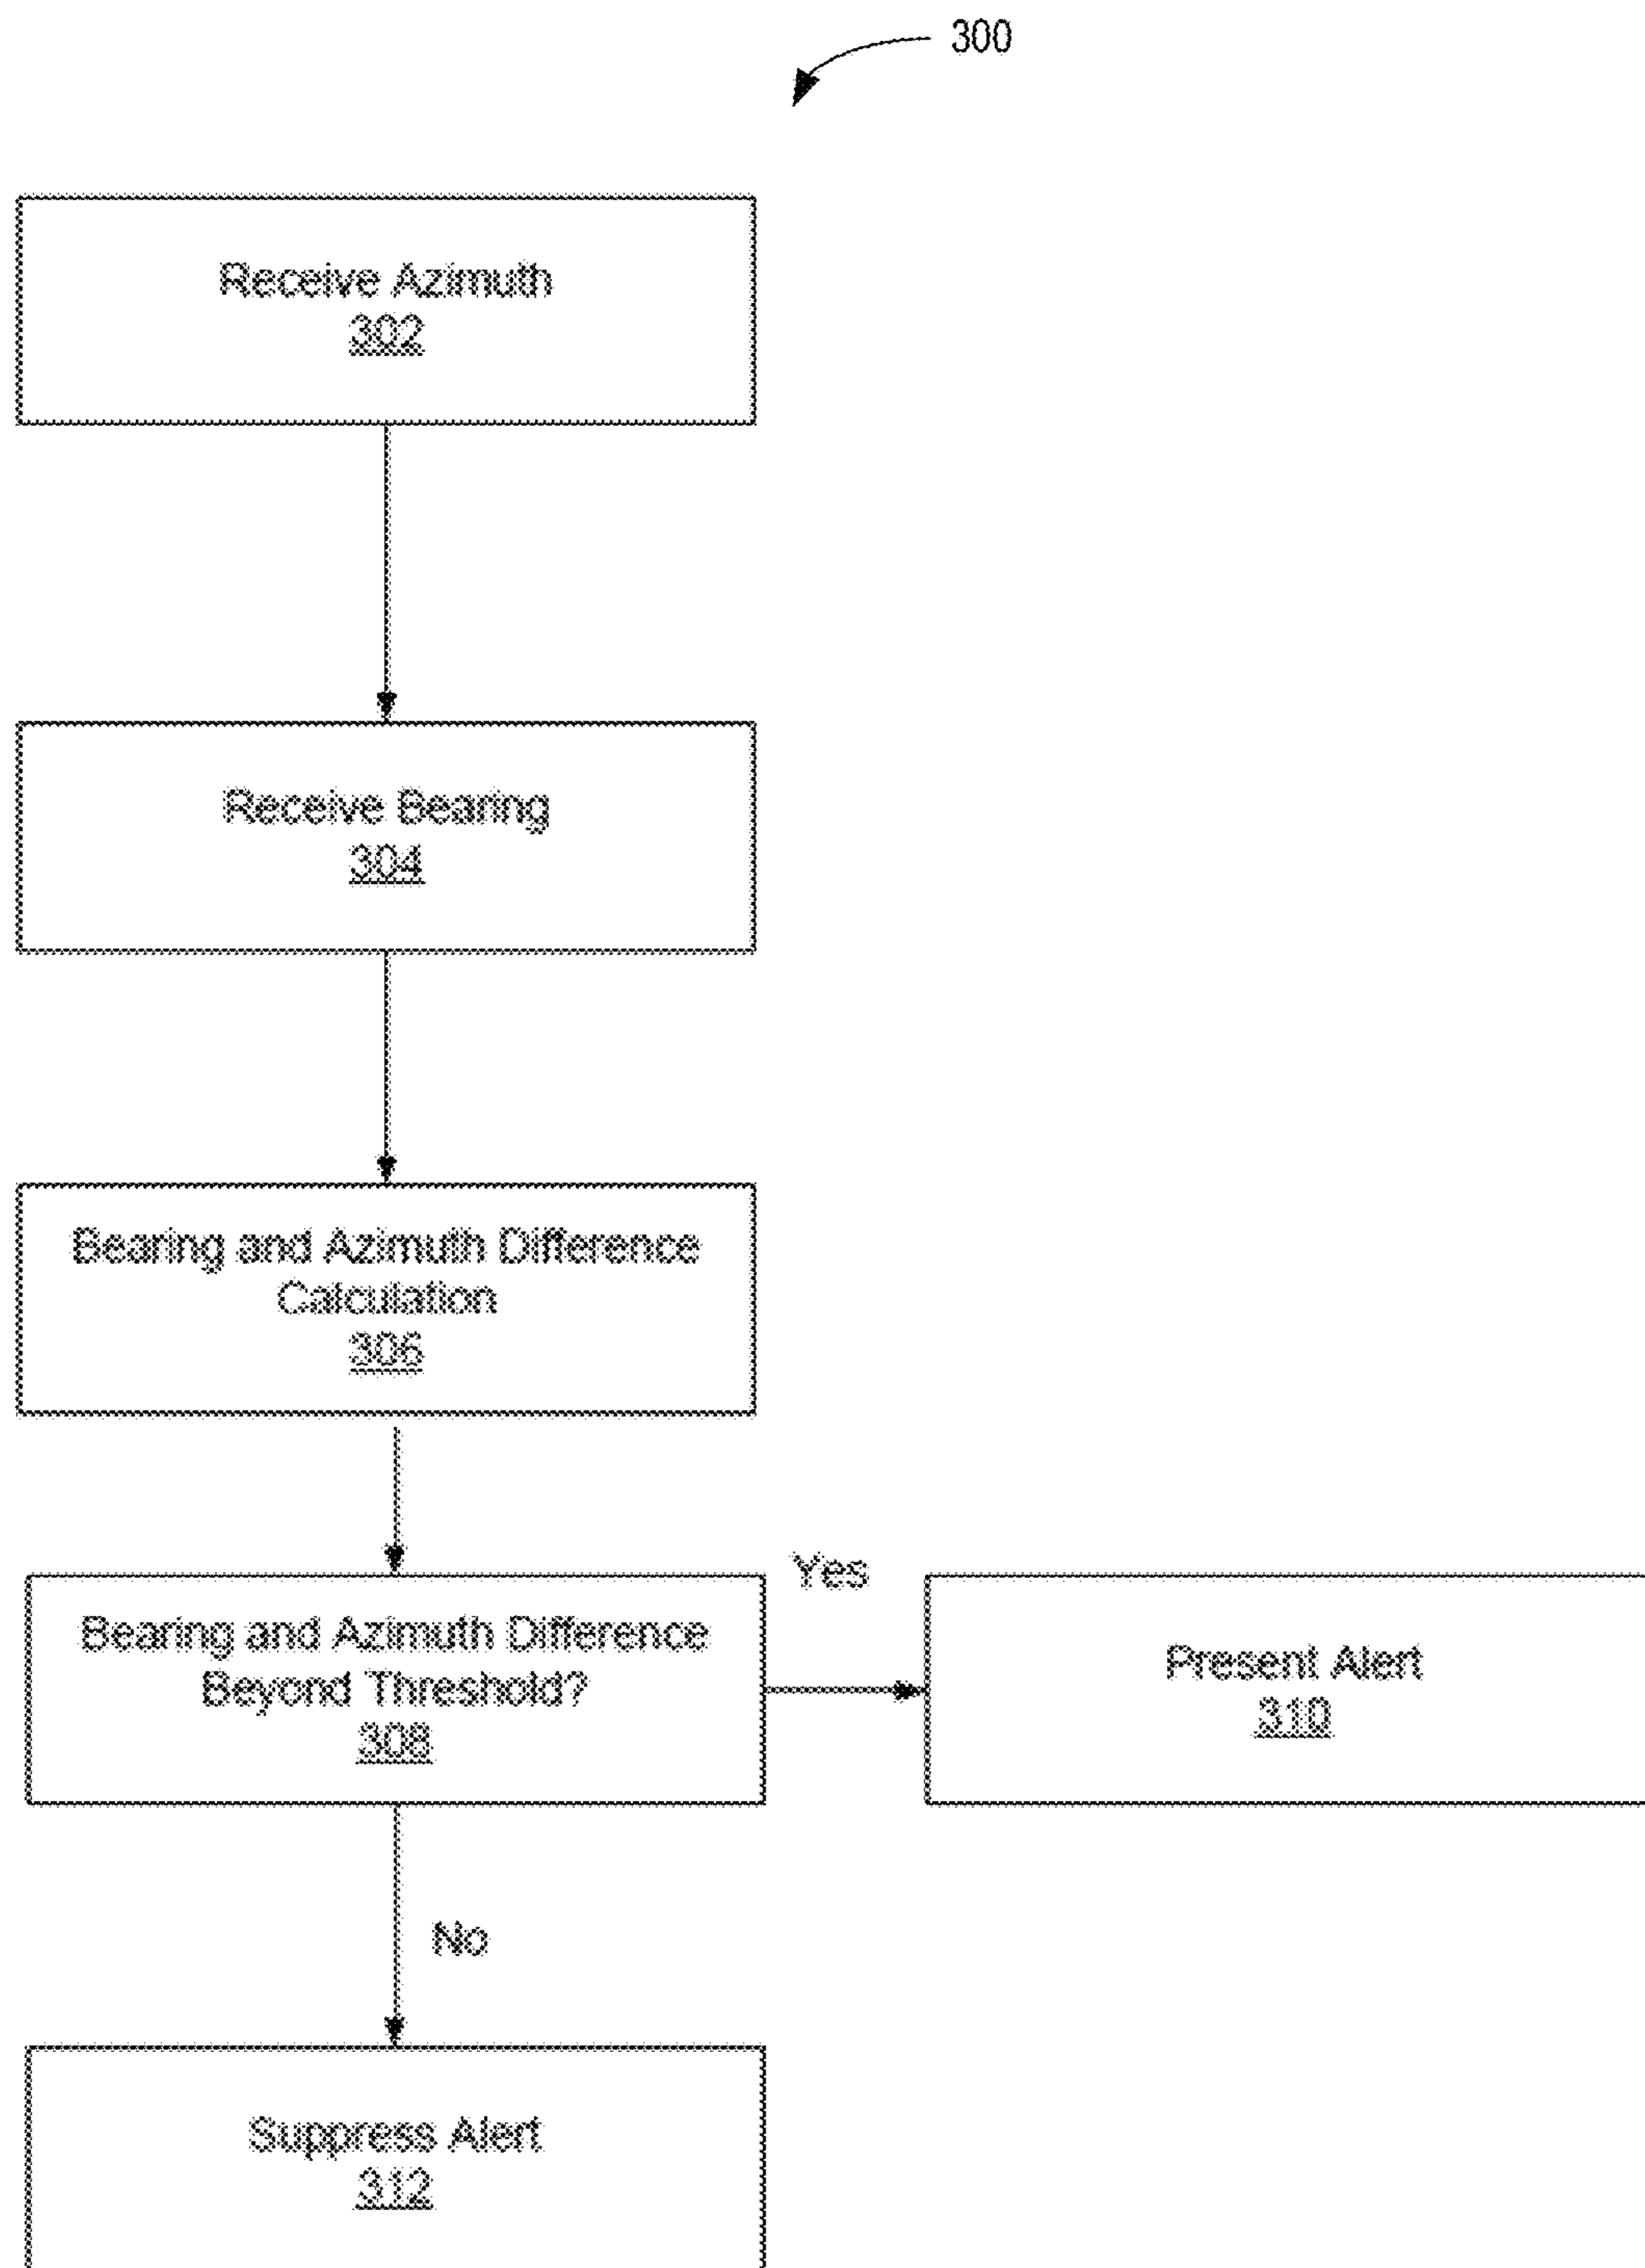 300
Receive Azimuth
302
Receive Bearing
304
Bearing and Azimuth Difference
Calculation
306
Bearing and Azimuth Difference
Beyond Threshold?
308
Yes
Present Alert
310
No
Suppress Alert
312